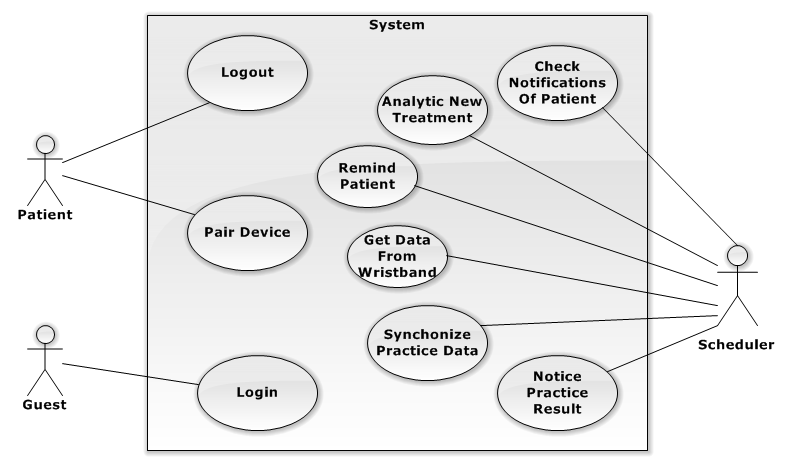 System
Logout
Check
Notifications
Of Patient
Analytic New
Treatment
Remind
Patient
Patient
Pair Device
Get Data
From
Wristband
Scheduler
Synchonize
Practice Data
Guest
Login
Notice
Practice
Result